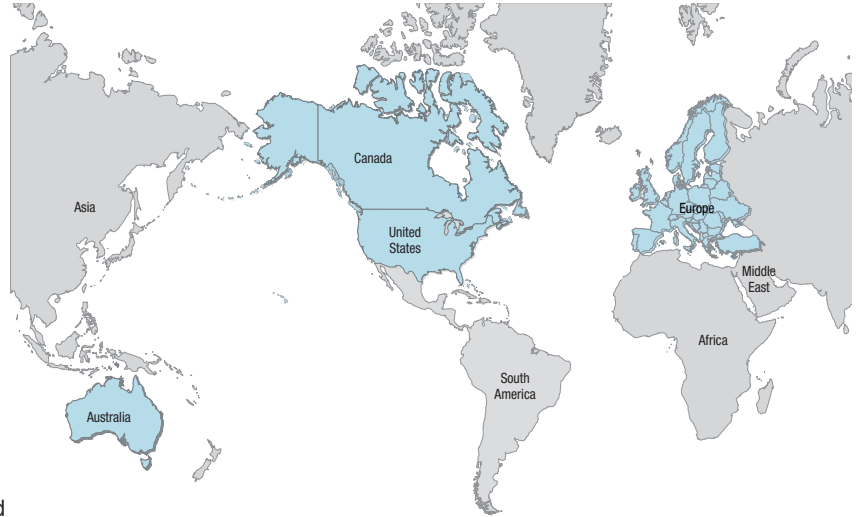 Canada
Asia
Europe
United
States
Middle
East
Africa
South
America
Australia
d